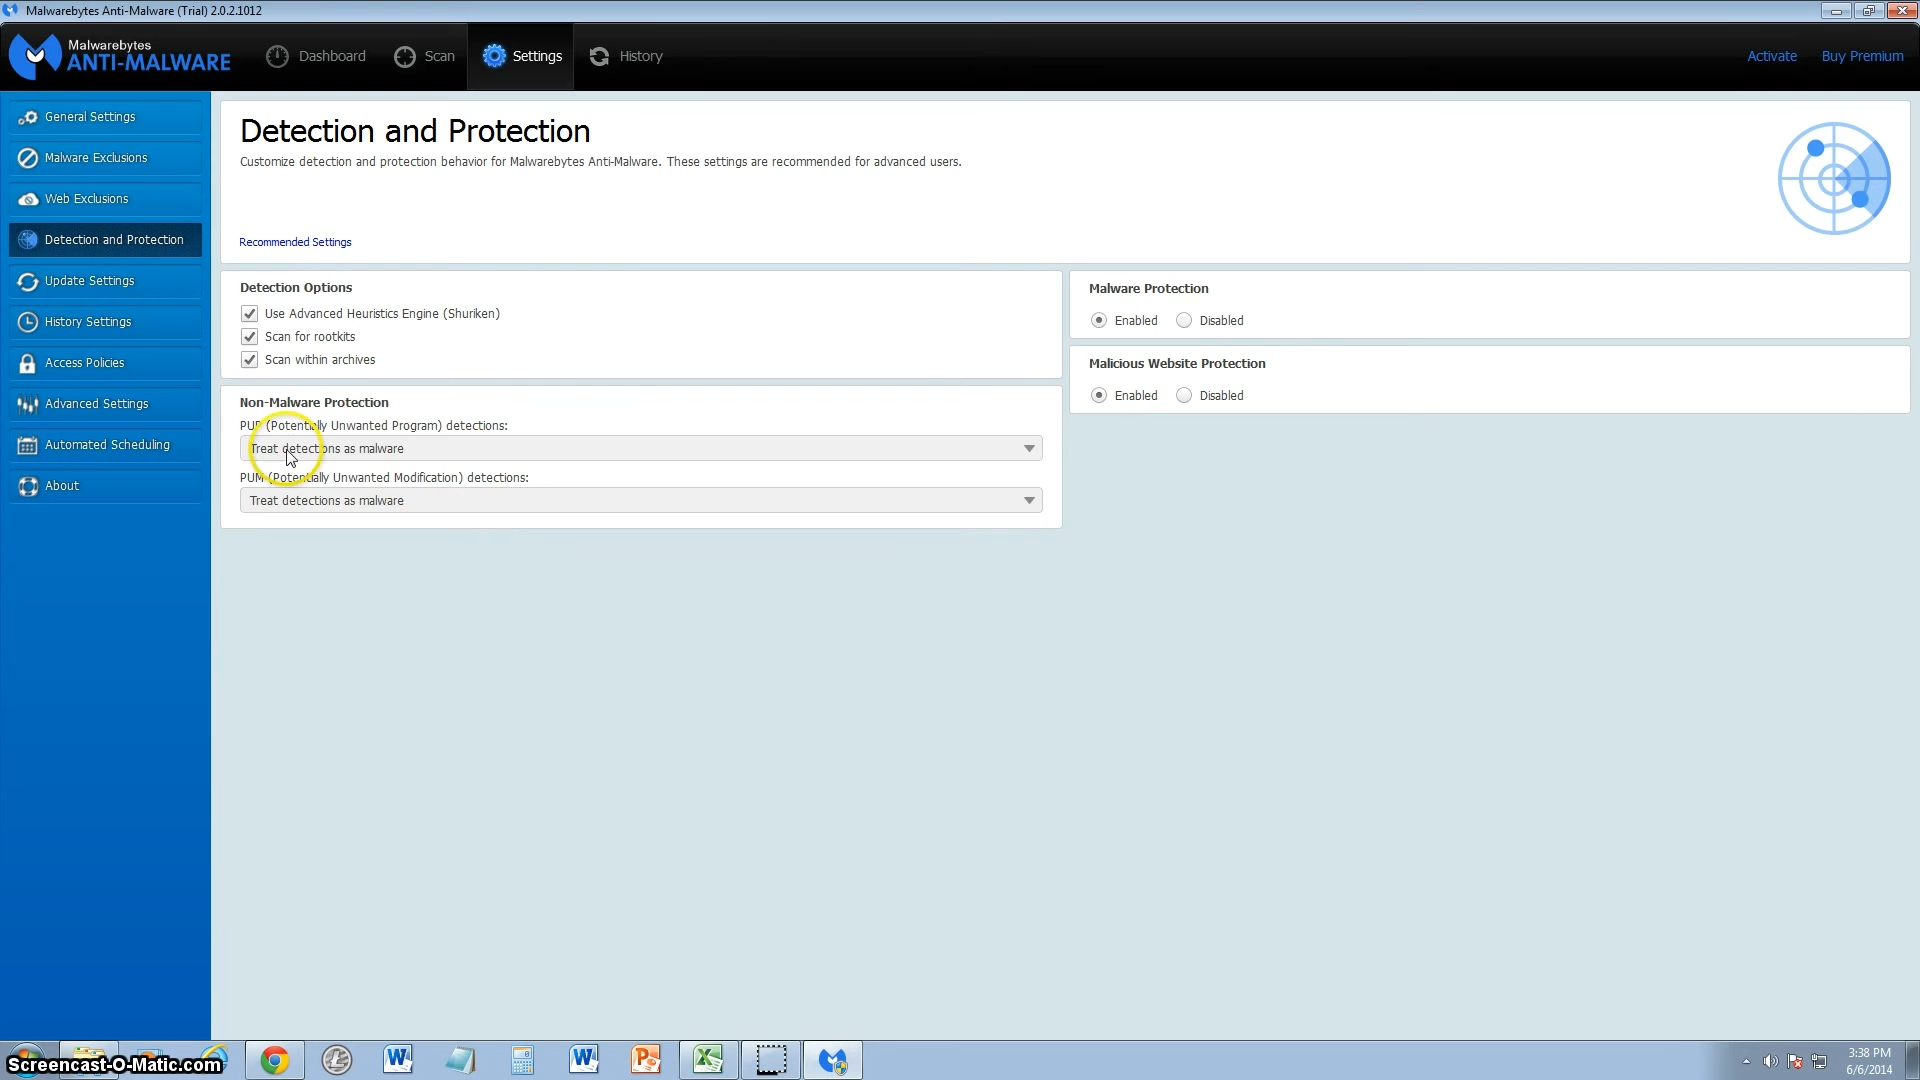 Malwarebytes Anti-Malware (Trial) 2.0.2.1012
Malwarebytes
ANTI-MALWARE
Dashboard
Scan
Settings
History
Activate
Buy Premium
General Settings
Malware Exclusions
Web Exclusions
Detection and Protection
Update Settings
History Settings
Access Policies
Advanced Settings
Automated Scheduling
About
Detection and Protection
Customize detection and protection behavior for Malwarebytes Anti-Malware. These settings are recommended for advanced users.
Recommended Settings
Detection Options
Use Advanced Heuristics Engine (Shuriken)
Scan for rootkits
Scan within archives
Non-Malware Protection
PUP (Potentially Unwanted Program) detections:
Treat detections as malware
PUM (Potentially Unwanted Modification) detections:
Treat detections as malware
Malware Protection
Enabled Disabled
Malicious Website Protection
Enabled Disabled
Screencast-O-Matic.com
3:38 PM
6/6/2014